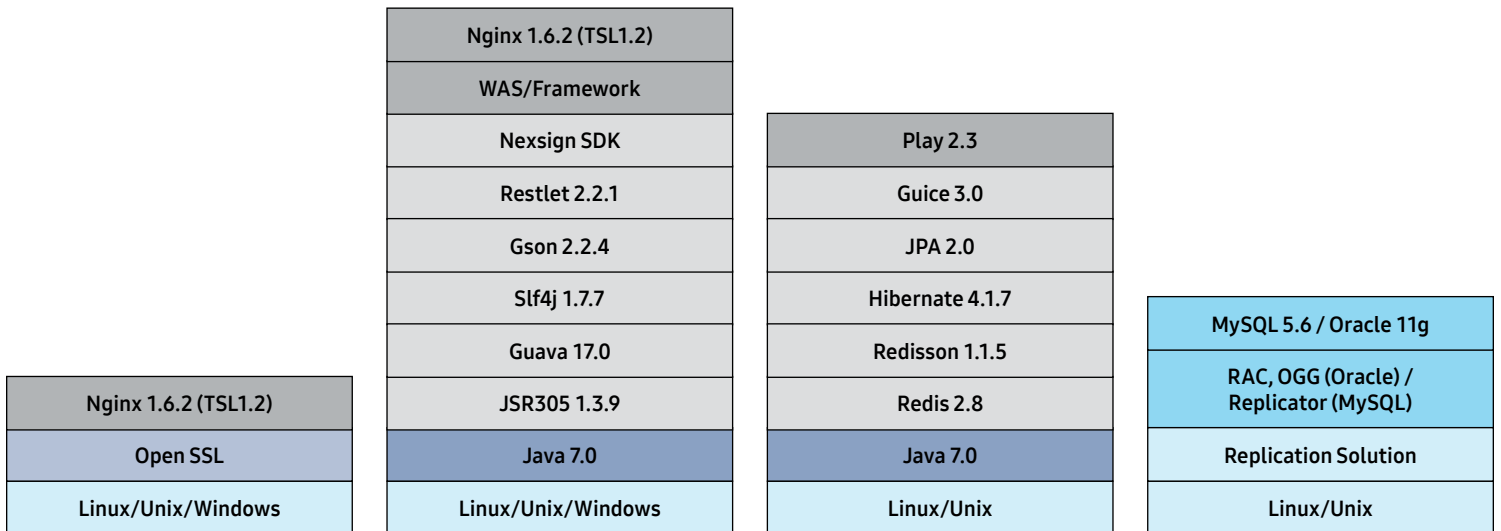 Nginx 1.6.2 (TSL1.2)
Open SSL
Linux/Unix/Windows
Nginx 1.6.2 (TSL1.2)
WAS/Framework
Nexsign SDK
Restlet 2.2.1
Gson 2.2.4
Slf4j 1.7.7
Guava 17.0
JSR305 1.3.9
Java 7.0
Linux/Unix/Windows
Play 2.3
Guice 3.0
JPA 2.0
Hibernate 4.1.7
Redisson 1.1.5
Redis 2.8
Java 7.0
Linux/Unix
MySQL 5.6 / Oracle 11g
RAC, OGG (Oracle) /
Replicator (MySQL)
Replication Solution
Linux/Unix